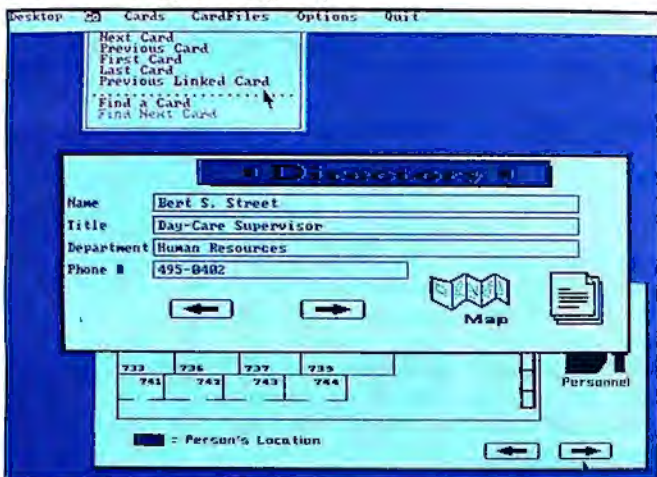 Desktop Go Cards CardFiles Options Quit
Next Card
Previous Card
First Card
Last Card
Previous Linked Card
Find a Card
Find Next Card
Directory
Name Bert S. Street
Title Day-Care Supervisor
Department Human Resources
Phone # 495-0402
Map
733 736 737 739
741 742 743 744
Personnel
= Person's Location